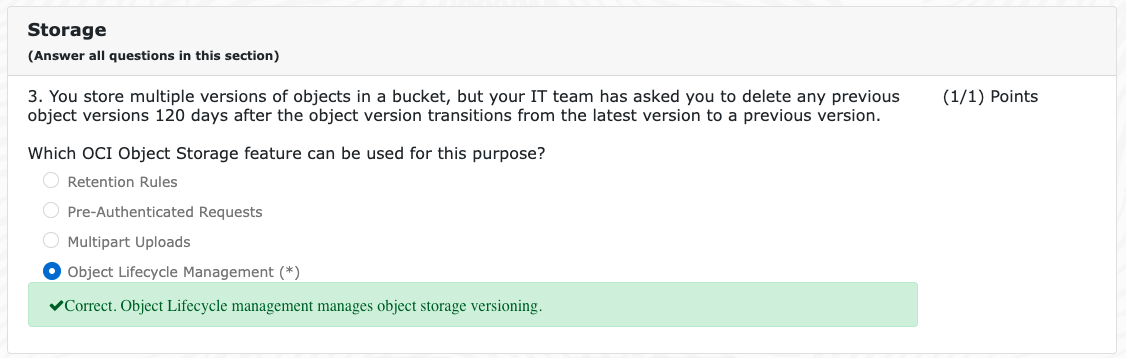 Storage
(Answer all questions in this section)
3. You store multiple versions of objects in a bucket, but your IT team has asked you to delete any previous
object versions 120 days after the object version transitions from the latest version to a previous version.
(1/1) Points
Which OCI Object Storage feature can be used for this purpose?
Retention Rules
Pre-Authenticated Requests
Multipart Uploads
Object Lifecycle Management (*)
✔Correct. Object Lifecycle management manages object storage versioning.